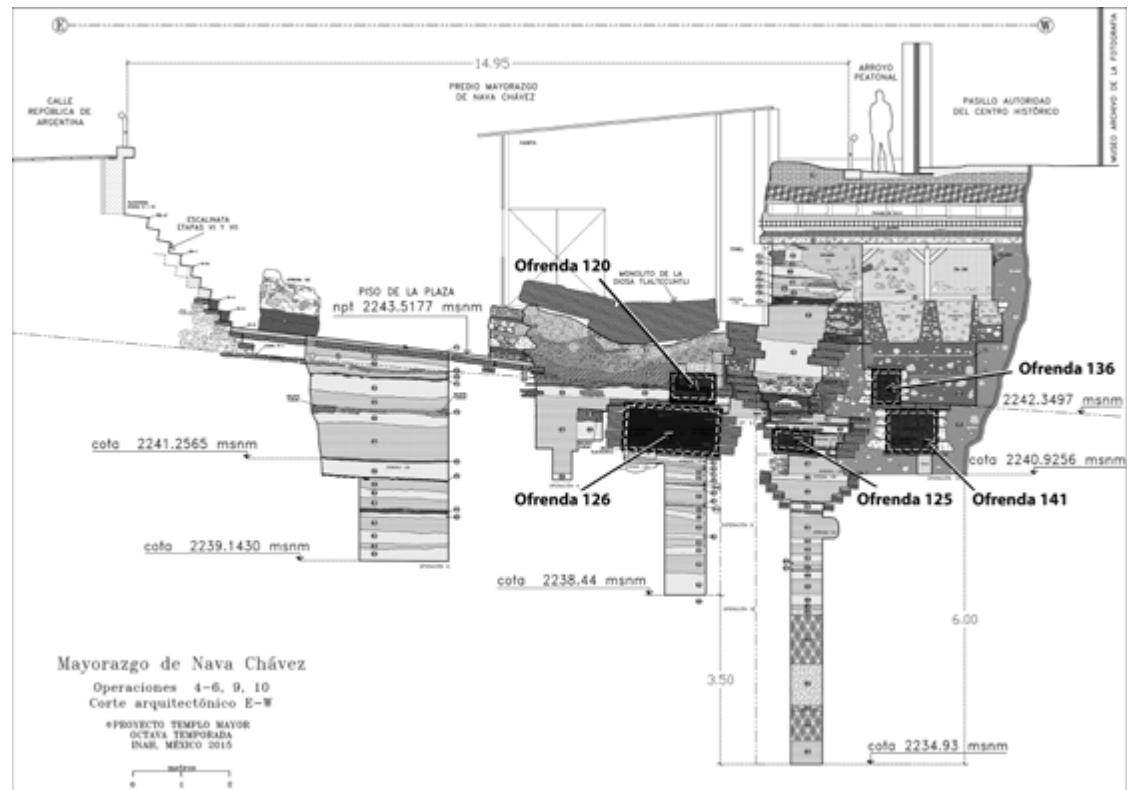 E
W
14.95
CALLE
REPÚBLICA DE
ARGENTINA
PREDIO MAYORAZGO
DE NAVA CHÁVEZ
ARROYO
PEATONAL
PASILLO AUTORIDAD
DEL CENTRO HISTÓRICO
MUSEO ARCHIVO DE LA FOTOGRAFIA
ESCALINATA
ETAPAS VI Y VII
Ofrenda 120
MONOLITO DE LA
DIOSA TLALTECUHTLI
PISO DE LA PLAZA
npt 2243.5177 msnm
Ofrenda 136
2242.3497 msnm
cota 2241.2565 msnm
cota 2240.9256 msnm
Ofrenda 126
Ofrenda 125
Ofrenda 141
cota 2239.1430 msnm
cota 2238.44 msnm
6.00
3.50
Mayorazgo de Nava Chávez
Operaciones 4-6, 9, 10
Corte arquitectónico E-W
©PROYECTO TEMPLO MAYOR
OCTAVA TEMPORADA
INAH, MÉXICO 2015
metros
0 1 2
cota 2234.93 msnm